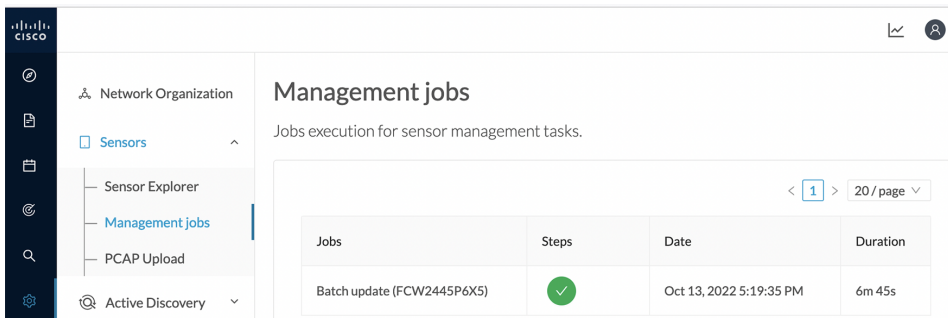 CISCO
Network Organization
Sensors
Sensor Explorer
Management jobs
PCAP Upload
Active Discovery
Management jobs
Jobs execution for sensor management tasks.
< 1 > 20 / page
Jobs Steps Date Duration
Batch update (FCW2445P6X5) Oct 13, 2022 5:19:35 PM 6m 45s